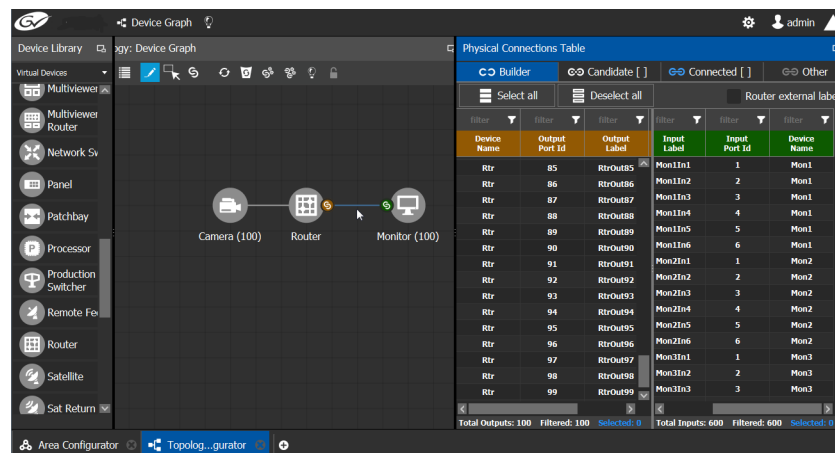 GV
Device Graph
admin
Device Library
gy: Device Graph
Physical Connections Table
Virtual Devices
Builder
Candidate [ ]
Connected [ ]
Other
Select all
Deselect all
Router external labe
filter filter filter filter filter filter
Device Name
Output Port Id
Output Label
Input Label
Input Port Id
Device Name
Rtr 85 RtrOut85 Mon1In1 1 Mon1
Rtr 86 RtrOut86 Mon1In2 2 Mon1
Rtr 87 RtrOut87 Mon1In3 3 Mon1
Rtr 88 RtrOut88 Mon1In4 4 Mon1
Rtr 89 RtrOut89 Mon1In5 5 Mon1
Rtr 90 RtrOut90 Mon1In6 6 Mon1
Rtr 91 RtrOut91 Mon2In1 1 Mon2
Rtr 92 RtrOut92 Mon2In2 2 Mon2
Rtr 93 RtrOut93 Mon2In3 3 Mon2
Rtr 94 RtrOut94 Mon2In4 4 Mon2
Rtr 95 RtrOut95 Mon2In5 5 Mon2
Rtr 96 RtrOut96 Mon2In6 6 Mon2
Rtr 97 RtrOut97 Mon3In1 1 Mon3
Rtr 98 RtrOut98 Mon3In2 2 Mon3
Rtr 99 RtrOut99 Mon3In3 3 Mon3
Total Outputs: 100 Filtered: 100 Selected: 0
Total Inputs: 600 Filtered: 600 Selected: 0
Multiviewer
Multiviewer
Router
Network Sw
Panel
Patchbay
P Processor
Production
Switcher
Remote Fee
Router
Satellite
Sat Return
Camera (100)
Router
Monitor (100)
Area Configurator
Topolog...gurator